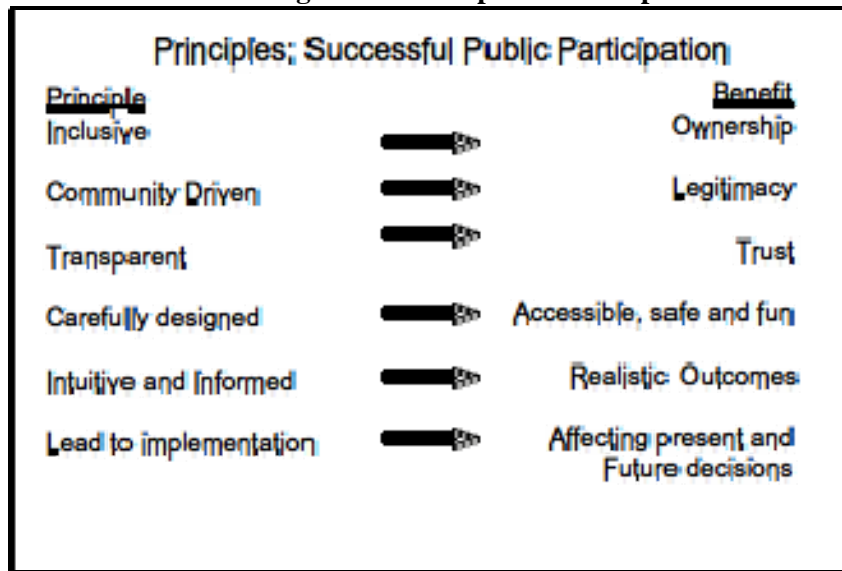 Principles: Successful Public Participation
Principle Benefit
Inclusive Ownership
Community Driven Legitimacy
Transparent Trust
Carefully designed Accessible, safe and fun
Intuitive and Informed Realistic Outcomes
Lead to implementation Affecting present and
Future decisions